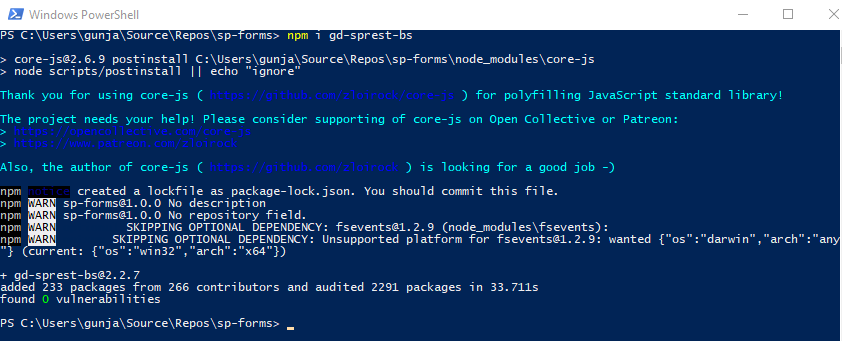 Windows PowerShell
PS C:\Users\gunja\Source\Repos\sp-forms> npm i gd-sprest-bs
> core-js@2.6.9 postinstall C:\Users\gunja\Source\Repos\sp-forms\node_modules\core-js
> node scripts/postinstall || echo "ignore"
Thank you for using core-js ( https://github.com/zloirock/core-js ) for polyfilling JavaScript standard library!
The project needs your help! Please consider supporting of core-js on Open Collective or Patreon:
> https://opencollective.com/core-js
> https://www.patreon.com/zloirock
Also, the author of core-js ( https://github.com/zloirock ) is looking for a good job -)
npm notice created a lockfile as package-lock.json. You should commit this file.
npm WARN sp-forms@1.0.0 No description
npm WARN sp-forms@1.0.0 No repository field.
npm WARN SKIPPING OPTIONAL DEPENDENCY: fsevents@1.2.9 (node_modules\fsevents):
npm WARN SKIPPING OPTIONAL DEPENDENCY: Unsupported platform for fsevents@1.2.9: wanted {"os":"darwin","arch":"any
"} (current: {"os":"win32","arch":"x64"})
+ gd-sprest-bs@2.2.7
added 233 packages from 266 contributors and audited 2291 packages in 33.711s
found 0 vulnerabilities
PS C:\Users\gunja\Source\Repos\sp-forms>